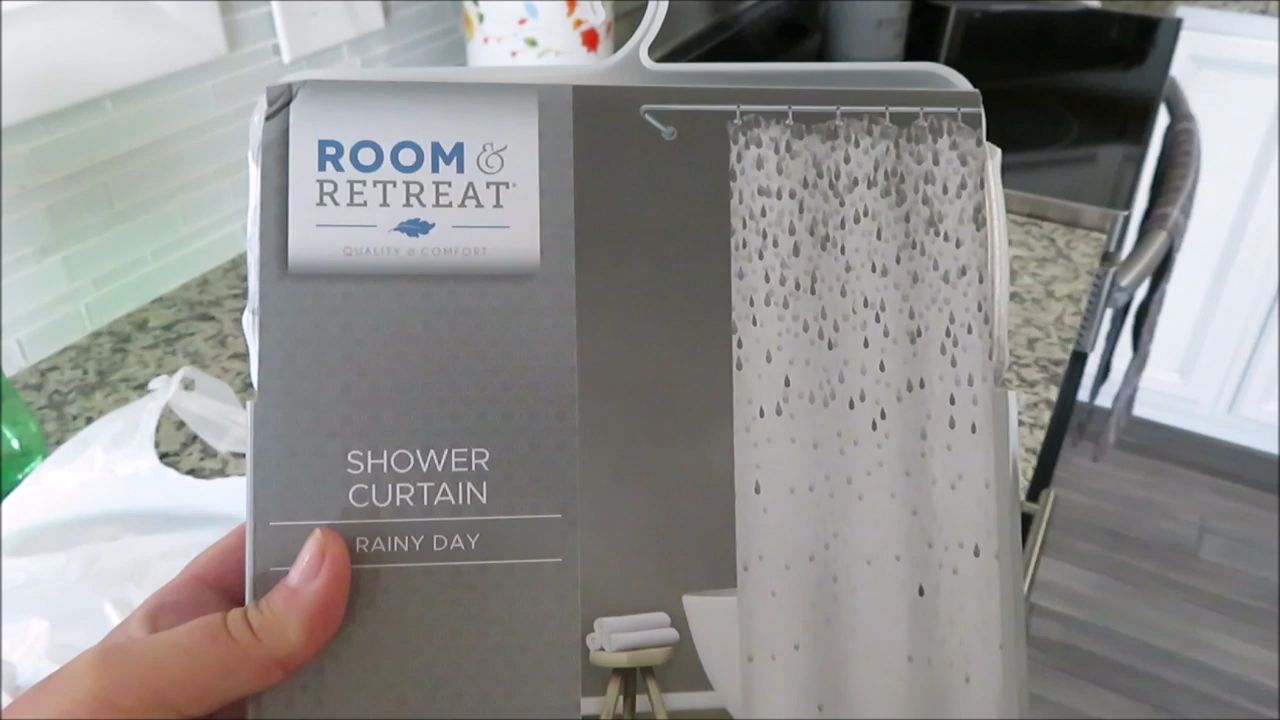 ROOM &
RETREAT
QUALITY & COMFORT
SHOWER
CURTAIN
RAINY DAY